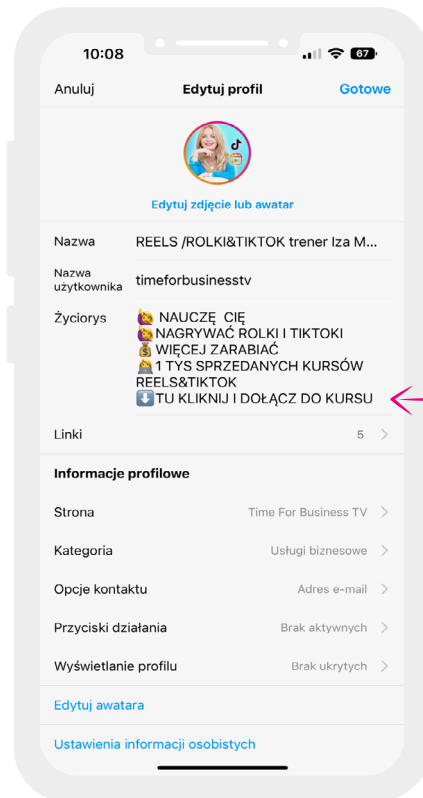 10:08
67
Anuluj Edytuj profil Gotowe
Edytuj zdjęcie lub awatar
Nazwa REELS /ROLKI&TIKTOK trener Iza M...
Nazwa
użytkownika timeforbusinesstv
Życiorys 🙋‍♀️ NAUCZĘ CIĘ
🙋‍♀️NAGRYWAĆ ROLKI I TIKTOKI
💰WIĘCEJ ZARABIAĆ
👩‍💻1 TYS SPRZEDANYCH KURSÓW
REELS&TIKTOK
⬇️TU KLIKNIJ I DOŁĄCZ DO KURSU
Linki 5
Informacje profilowe
Strona Time For Business TV
Kategoria Usługi biznesowe
Opcje kontaktu Adres e-mail
Przyciski działania Brak aktywnych
Wyświetlanie profilu Brak ukrytych
Edytuj awatara
Ustawienia informacji osobistych